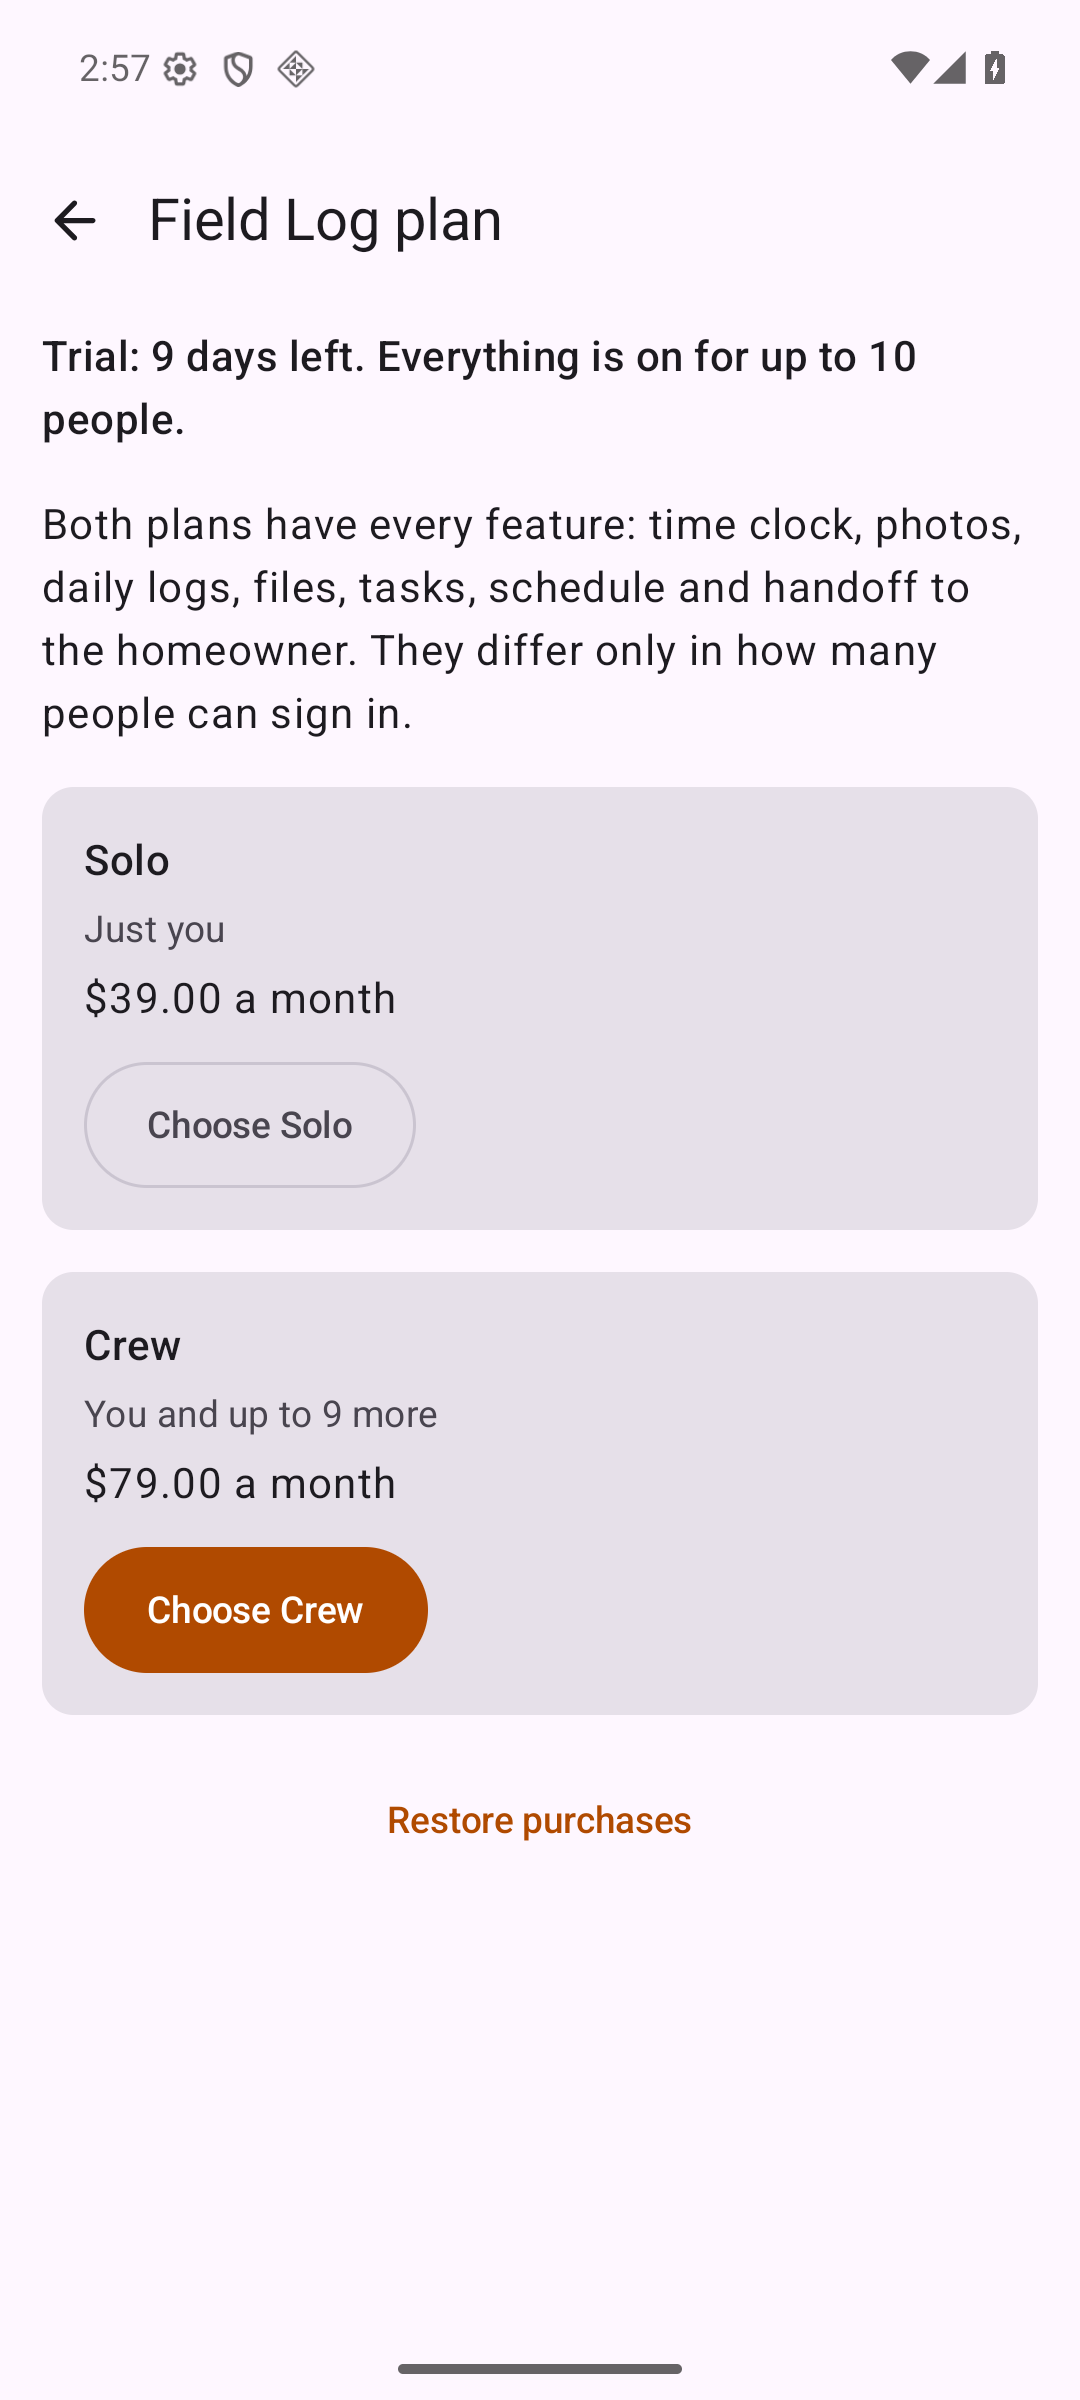 2:57
Field Log plan
Trial: 9 days left. Everything is on for up to 10
people.
Both plans have every feature: time clock, photos,
daily logs, files, tasks, schedule and handoff to
the homeowner. They differ only in how many
people can sign in.
Solo
Just you
$39.00 a month
Choose Solo
Crew
You and up to 9 more
$79.00 a month
Choose Crew
Restore purchases